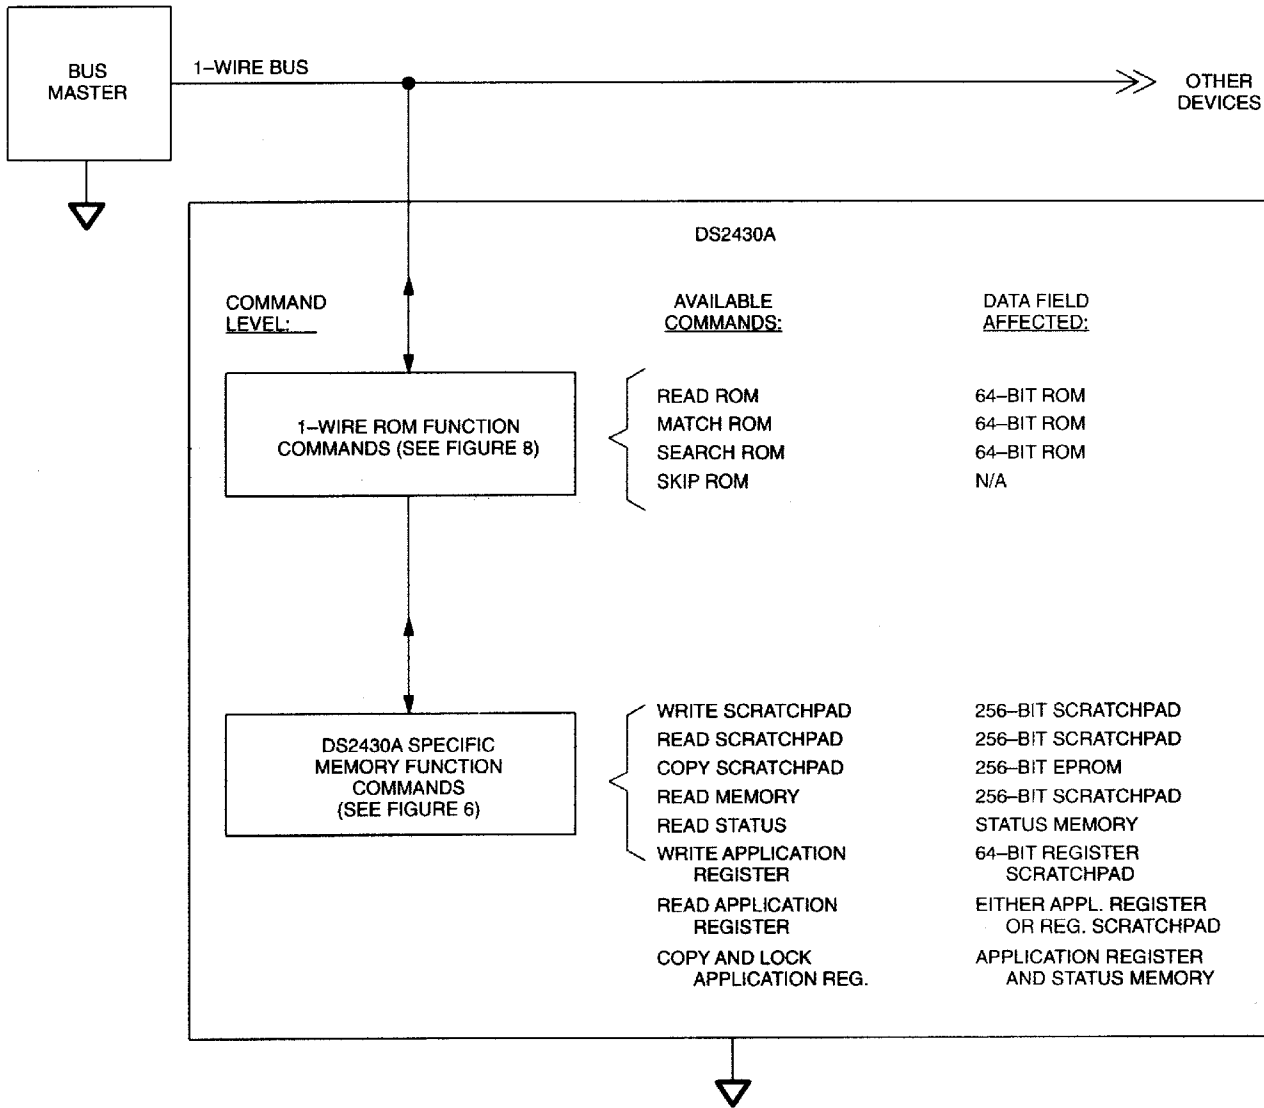 BUS
MASTER
1–WIRE BUS
OTHER
DEVICES
DS2430A
COMMAND
LEVEL:
AVAILABLE
COMMANDS:
DATA FIELD
AFFECTED:
1–WIRE ROM FUNCTION
COMMANDS (SEE FIGURE 8)
READ ROM 64–BIT ROM
MATCH ROM 64–BIT ROM
SEARCH ROM 64–BIT ROM
SKIP ROM N/A
DS2430A SPECIFIC
MEMORY FUNCTION
COMMANDS
(SEE FIGURE 6)
WRITE SCRATCHPAD 256–BIT SCRATCHPAD
READ SCRATCHPAD 256–BIT SCRATCHPAD
COPY SCRATCHPAD 256–BIT EPROM
READ MEMORY 256–BIT SCRATCHPAD
READ STATUS STATUS MEMORY
WRITE APPLICATION 64–BIT REGISTER
REGISTER SCRATCHPAD
READ APPLICATION EITHER APPL. REGISTER
REGISTER OR REG. SCRATCHPAD
COPY AND LOCK APPLICATION REGISTER
APPLICATION REG. AND STATUS MEMORY